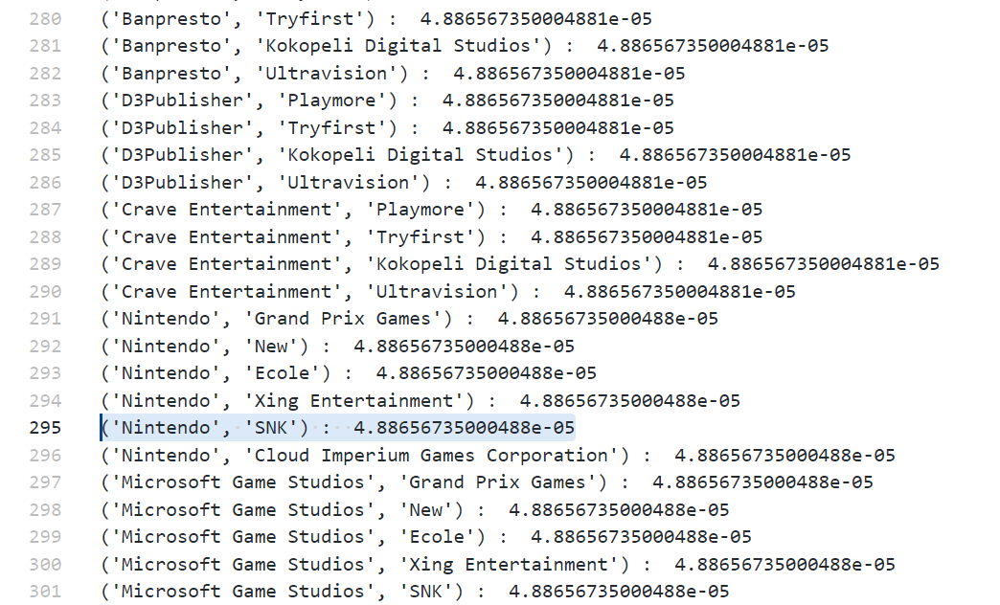 280 ('Banpresto', 'Tryfirst') :  4.886567350004881e-05
281 ('Banpresto', 'Kokopeli Digital Studios') :  4.886567350004881e-05
282 ('Banpresto', 'Ultravision') :  4.886567350004881e-05
283 ('D3Publisher', 'Playmore') :  4.886567350004881e-05
284 ('D3Publisher', 'Tryfirst') :  4.886567350004881e-05
285 ('D3Publisher', 'Kokopeli Digital Studios') :  4.886567350004881e-05
286 ('D3Publisher', 'Ultravision') :  4.886567350004881e-05
287 ('Crave Entertainment', 'Playmore') :  4.886567350004881e-05
288 ('Crave Entertainment', 'Tryfirst') :  4.886567350004881e-05
289 ('Crave Entertainment', 'Kokopeli Digital Studios') :  4.886567350004881e-05
290 ('Crave Entertainment', 'Ultravision') :  4.886567350004881e-05
291 ('Nintendo', 'Grand Prix Games') :  4.88656735000488e-05
292 ('Nintendo', 'New') :  4.88656735000488e-05
293 ('Nintendo', 'Ecole') :  4.88656735000488e-05
294 ('Nintendo', 'Xing Entertainment') :  4.88656735000488e-05
295 ('Nintendo', 'SNK') :  4.88656735000488e-05
296 ('Nintendo', 'Cloud Imperium Games Corporation') :  4.88656735000488e-05
297 ('Microsoft Game Studios', 'Grand Prix Games') :  4.88656735000488e-05
298 ('Microsoft Game Studios', 'New') :  4.88656735000488e-05
299 ('Microsoft Game Studios', 'Ecole') :  4.88656735000488e-05
300 ('Microsoft Game Studios', 'Xing Entertainment') :  4.88656735000488e-05
301 ('Microsoft Game Studios', 'SNK') :  4.88656735000488e-05